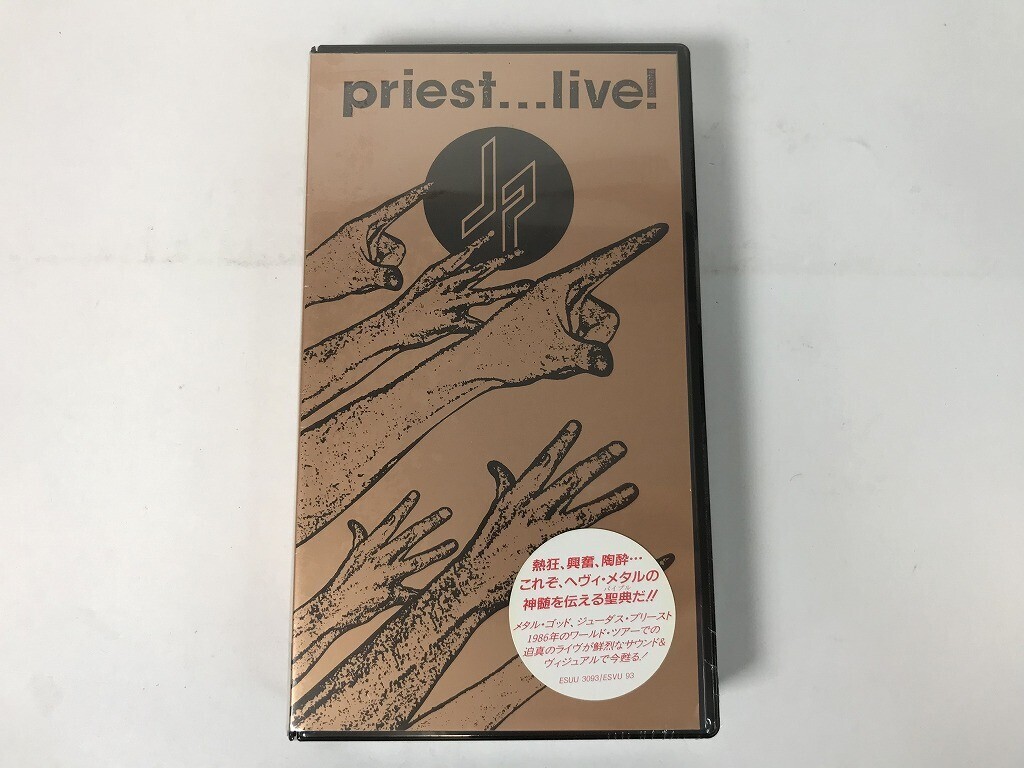 priest...live!
JP
熱狂、興奮、陶酔…
これぞ、ヘヴィ・メタルの
バイブル
神髄を伝える聖典だ!!
メタル・ゴッド、ジューダス・プリースト
1986年のワールド・ツアーでの
迫真のライヴが鮮烈なサウンド&
ヴィジュアルで今甦る!
ESUU 3093/ESVU 93